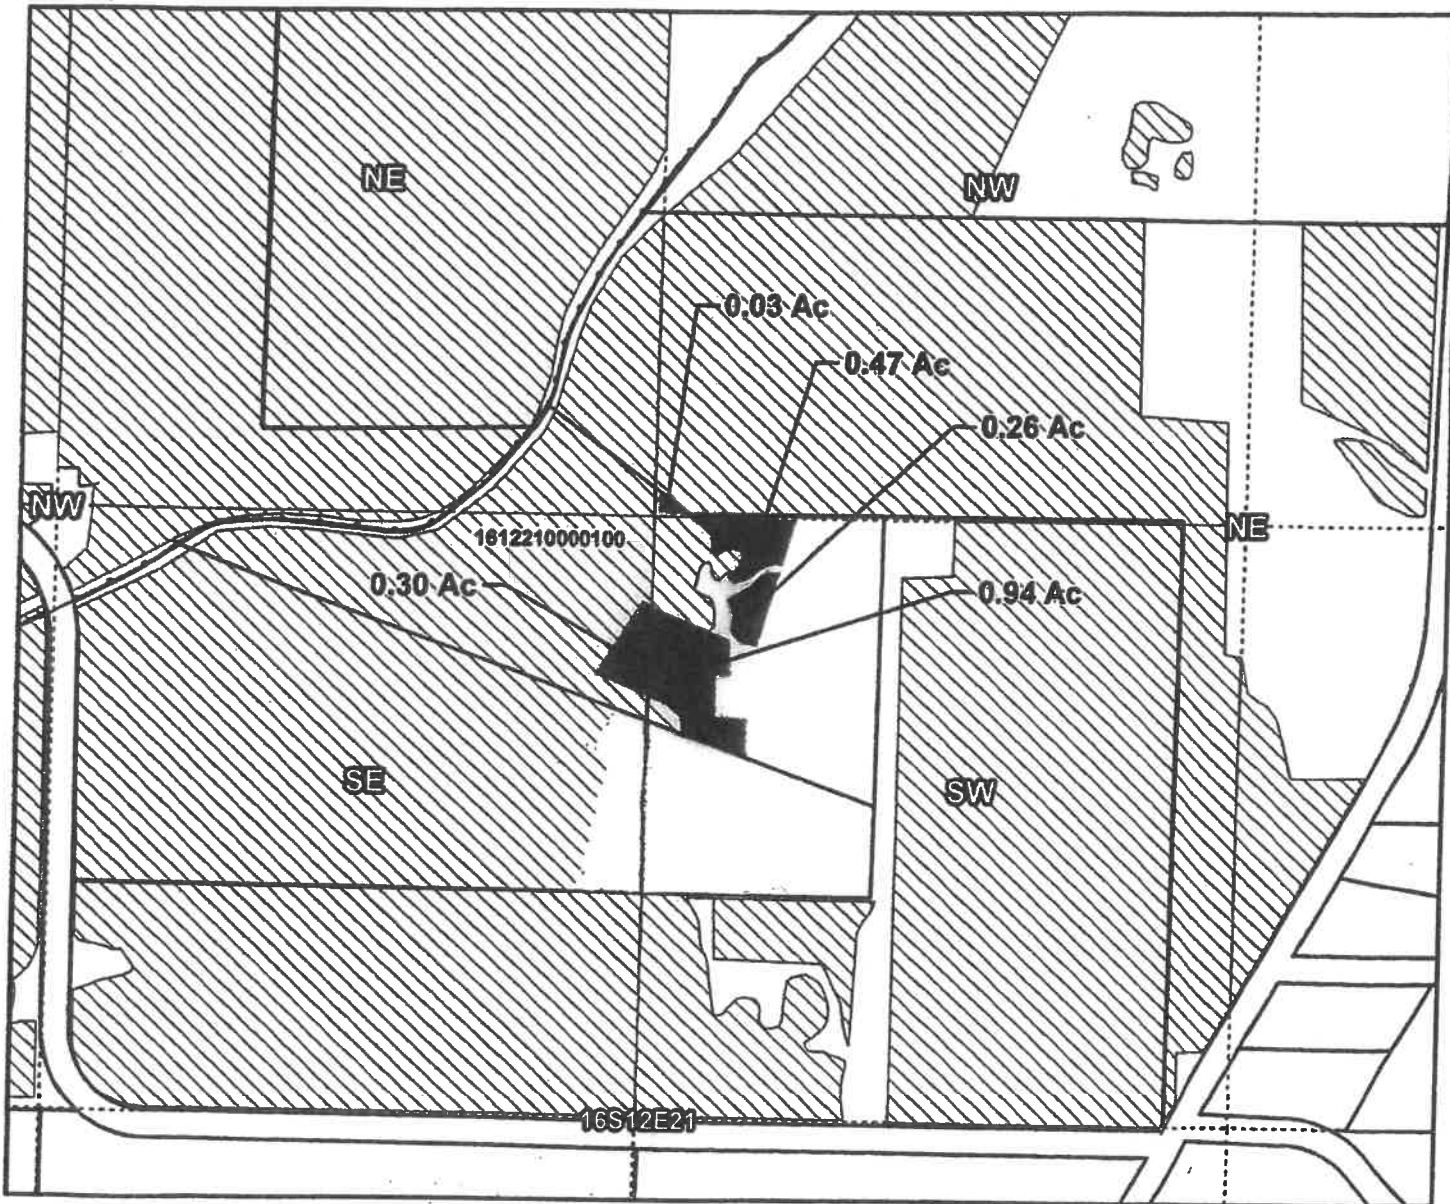 NE
NW
0.03 Ac
0.47 Ac
0.26 Ac
NW
NE
1612210000100
0.30 Ac
0.94 Ac
SE
SW
16S12E21